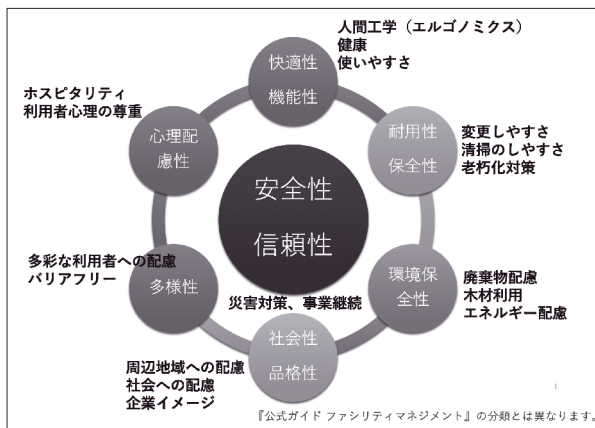 人間工学（エルゴノミクス）
健康
使いやすさ
快適性
機能性
ホスピタリティ
利用者心理の尊重
心理配
慮性
耐用性
保全性
変更しやすさ
清掃のしやすさ
老朽化対策
安全性
信頼性
多彩な利用者への配慮
バリアフリー
多様性
災害対策、事業継続
環境保
全性
廃棄物配慮
木材利用
エネルギー配慮
社会性
品格性
周辺地域への配慮
社会への配慮
企業イメージ
1
『公式ガイド ファシリティマネジメント』の分類とは異なります。